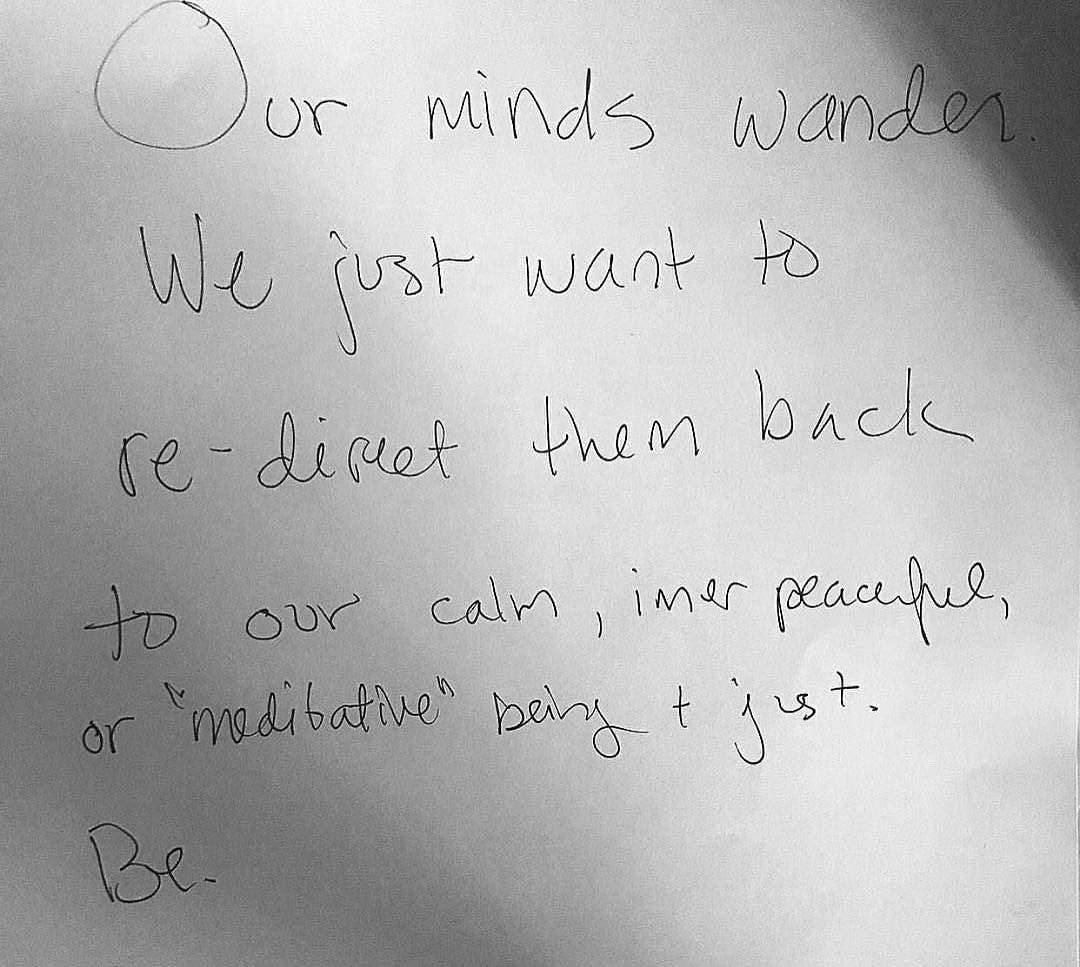 Our minds wander.
We just want to
re-direct them back
to our calm, inner peaceful,
or "meditative" being + just.
Be.